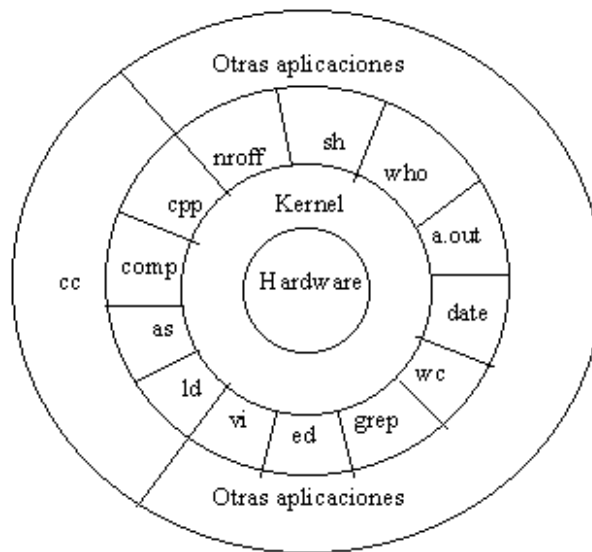 Otras aplicaciones
nroff
sh
who
cpp
Kernel
a.out
comp
Hardware
cc
date
as
wc
ld
vi
ed
grep
Otras aplicaciones